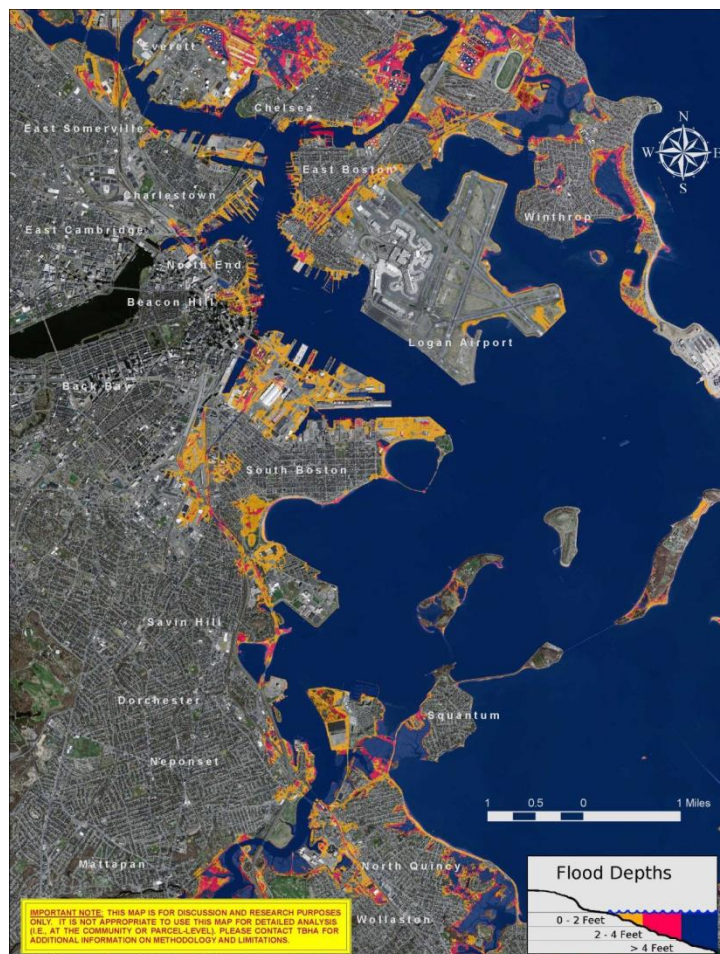 Everett
Chelsea
East Somerville
East Boston
Charlestown
Winthrop
East Cambridge
North End
Beacon Hill
Logan Airport
Back Bay
South Boston
Savin Hill
Dorchester
Squantum
Neponset
Mattapan
North Quincy
Wollaston
N
W E
S
1 0.5 0 1 Miles
Flood Depths
0 - 2 Feet
2 - 4 Feet
> 4 Feet
IMPORTANT NOTE: THIS MAP IS FOR DISCUSSION AND RESEARCH PURPOSES
ONLY. IT IS NOT APPROPRIATE TO USE THIS MAP FOR DETAILED ANALYSIS
(I.E., AT THE COMMUNITY OR PARCEL-LEVEL). PLEASE CONTACT TBHA FOR
ADDITIONAL INFORMATION ON METHODOLOGY AND LIMITATIONS.